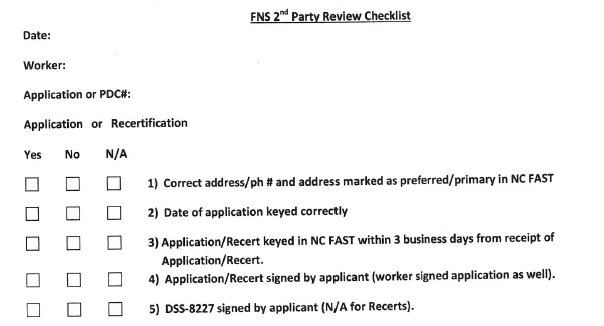 FNS 2nd Party Review Checklist
Date:
Worker:
Application or PDC#:
Application or Recertification
Yes No N/A
1) Correct address/ph # and address marked as preferred/primary in NC FAST
2) Date of application keyed correctly
3) Application/Recert keyed in NC FAST within 3 business days from receipt of
Application/Recert.
4) Application/Recert signed by applicant (worker signed application as well).
5) DSS-8227 signed by applicant (N/A for Recerts).